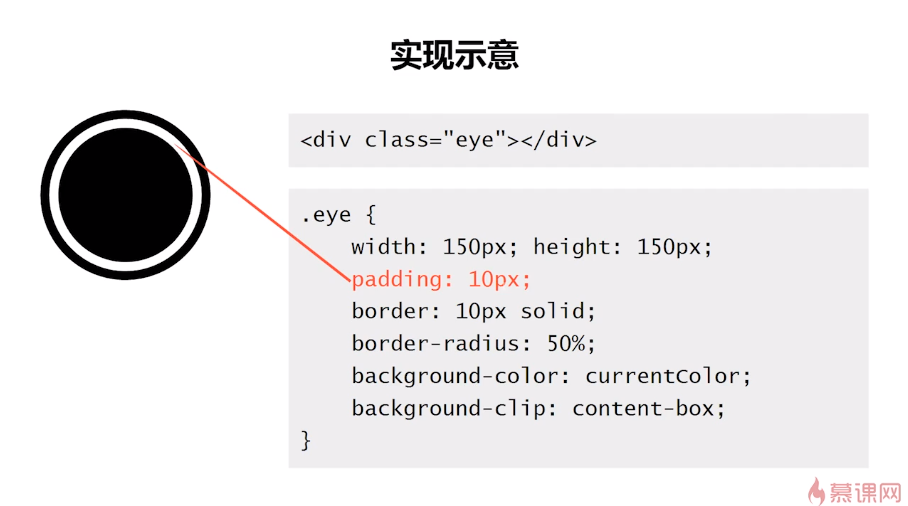 实现示意
<div class="eye"></div>
.eye {
width: 150px; height: 150px;
padding: 10px;
border: 10px solid;
border-radius: 50%;
background-color: currentColor;
background-clip: content-box;
}
慕课网